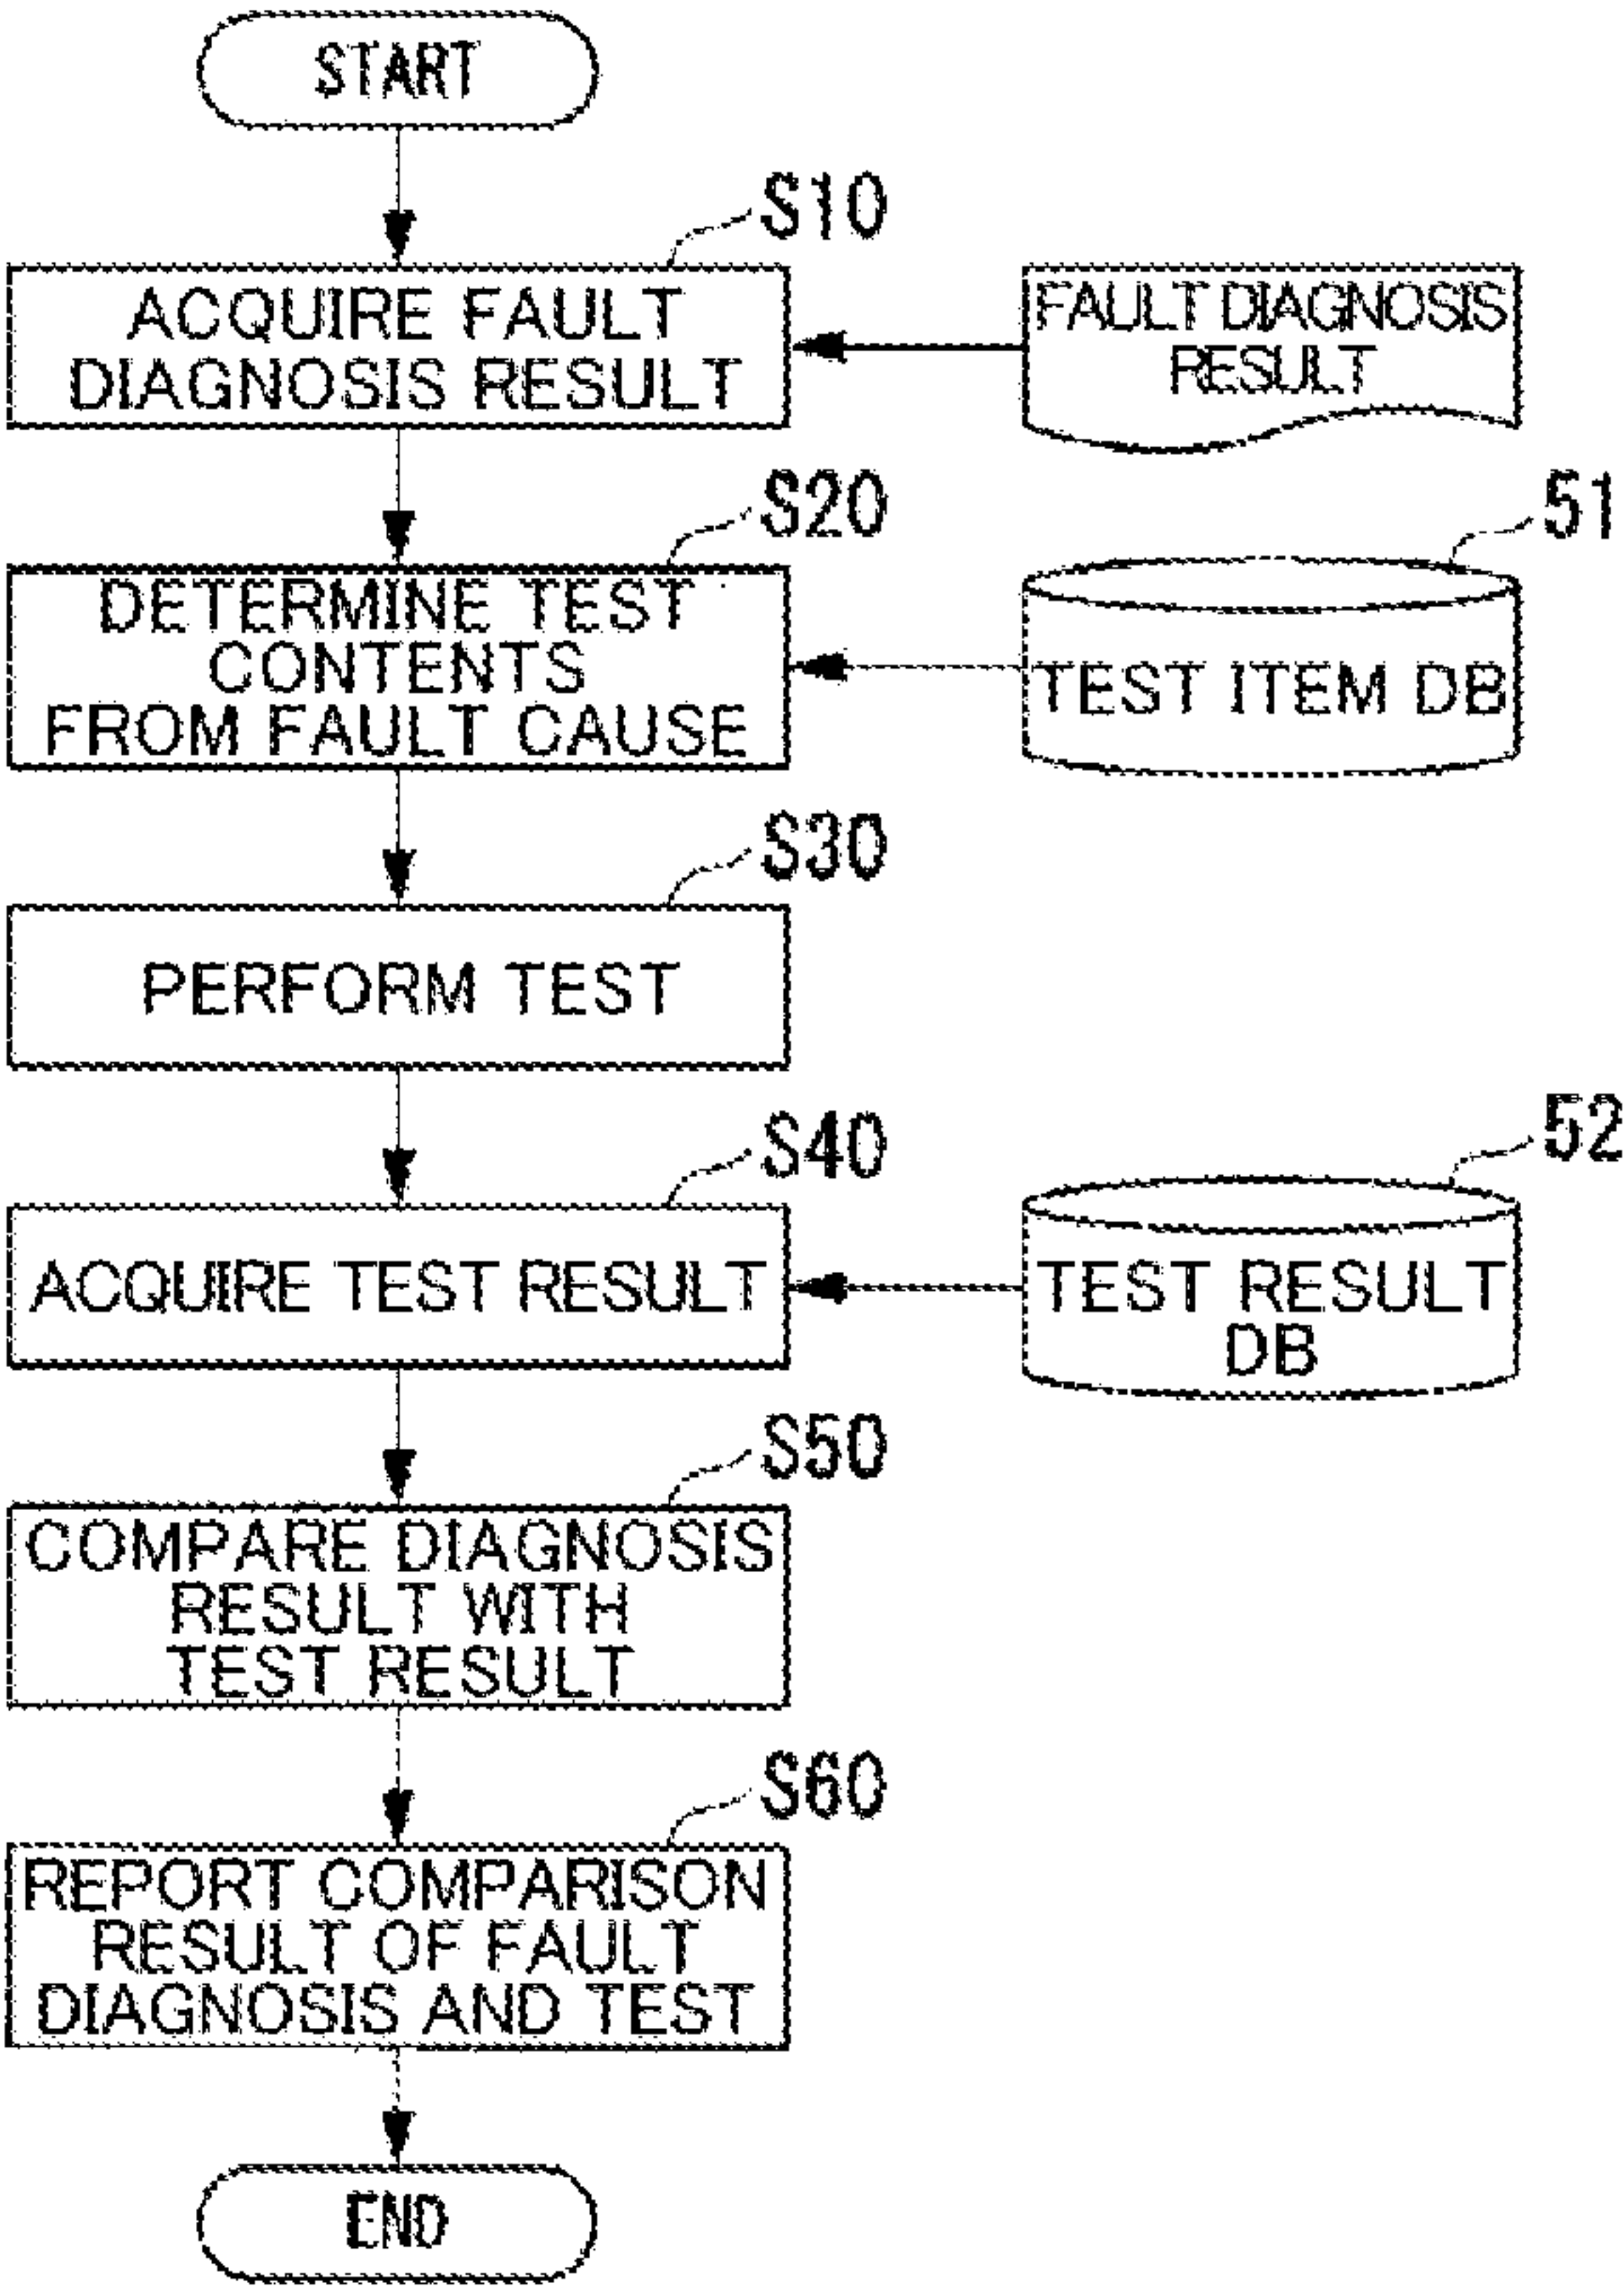 START
S10
ACQUIRE FAULT
DIAGNOSIS RESULT
FAULT DIAGNOSIS
RESULT
S20
51
DETERMINE TEST
CONTENTS
FROM FAULT CAUSE
TEST ITEM DB
S30
PERFORM TEST
S40
52
ACQUIRE TEST RESULT
TEST RESULT
DB
S50
COMPARE DIAGNOSIS
RESULT WITH
TEST RESULT
S60
REPORT COMPARISON
RESULT OF FAULT
DIAGNOSIS AND TEST
END